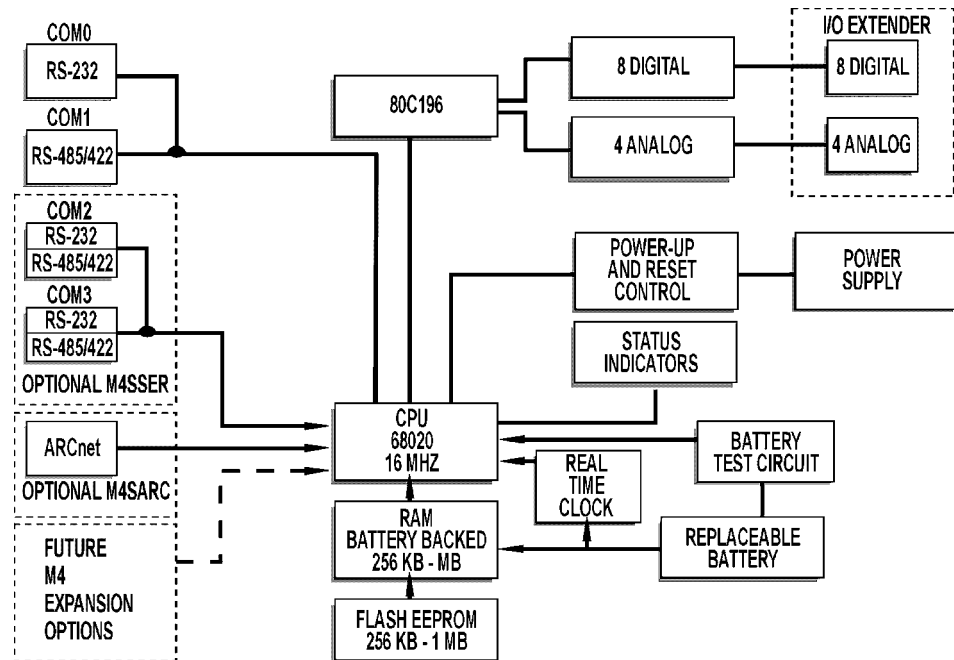 COM0
RS-232
COM1
RS-485/422
COM2
RS-232
RS-485/422
COM3
RS-232
RS-485/422
OPTIONAL M4SSER
ARCnet
OPTIONAL M4SARC
FUTURE
M4
EXPANSION
OPTIONS
80C196
8 DIGITAL
4 ANALOG
I/O EXTENDER
8 DIGITAL
4 ANALOG
POWER-UP
AND RESET
CONTROL
POWER
SUPPLY
STATUS
INDICATORS
CPU
68020
16 MHZ
BATTERY
TEST CIRCUIT
REAL
TIME
CLOCK
RAM
BATTERY BACKED
256 KB - MB
REPLACEABLE
BATTERY
FLASH EEPROM
256 KB - 1 MB